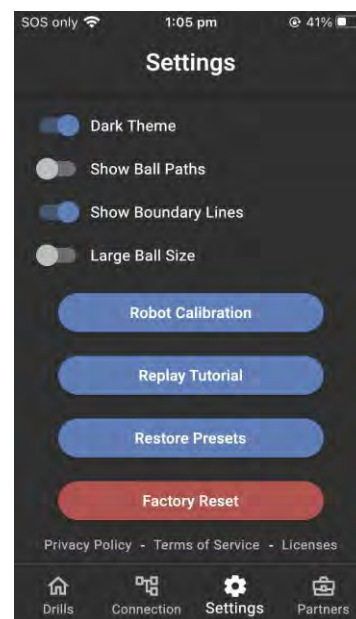 SOS only 1:05 pm 41%
Settings
Dark Theme
Show Ball Paths
Show Boundary Lines
Large Ball Size
Robot Calibration
Replay Tutorial
Restore Presets
Factory Reset
Privacy Policy - Terms of Service - Licenses
Drills Connection Settings Partners